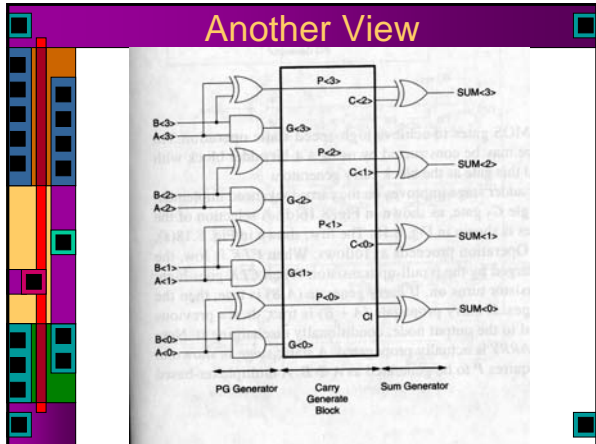 Another View
P<3>
C<2>
SUM<3>
B<3>
A<3>
G<3>
P<2>
C<1>
SUM<2>
B<2>
A<2>
G<2>
P<1>
C<0>
SUM<1>
B<1>
A<1>
G<1>
P<0>
CI
SUM<0>
B<0>
A<0>
G<0>
PG Generator
Carry
Generate
Block
Sum Generator